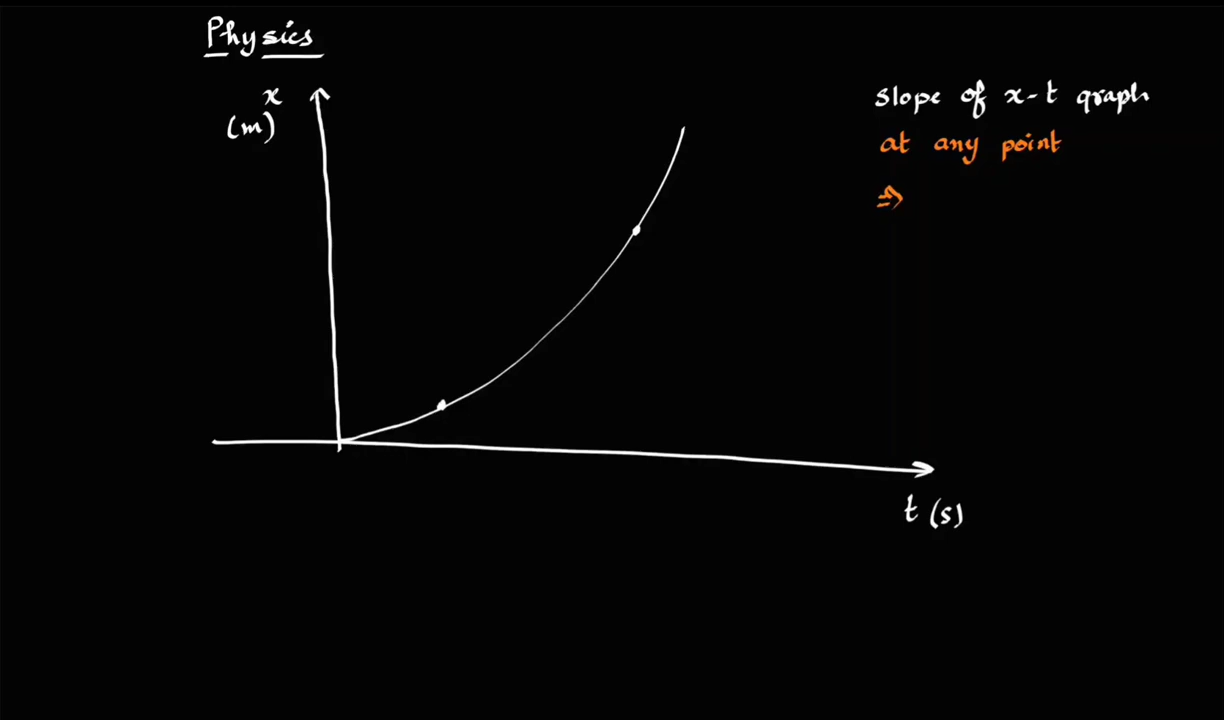 Physics
x
(m)
slope of x-t graph
at any point
⇒
t (s)